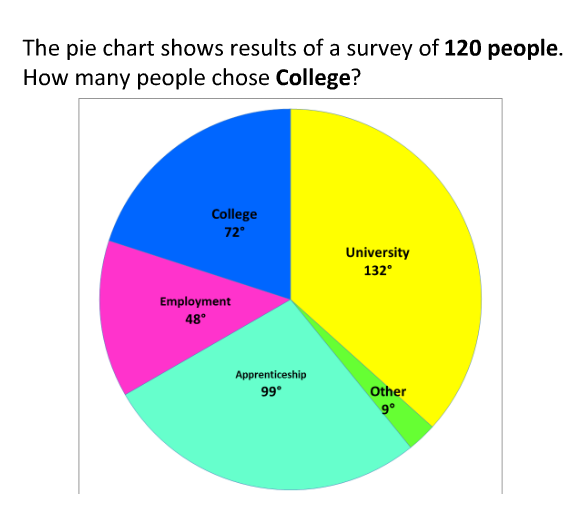 The pie chart shows results of a survey of 120 people.
How many people chose College?
College
72°
University
132°
Employment
48°
Apprenticeship
99°
Other
9°